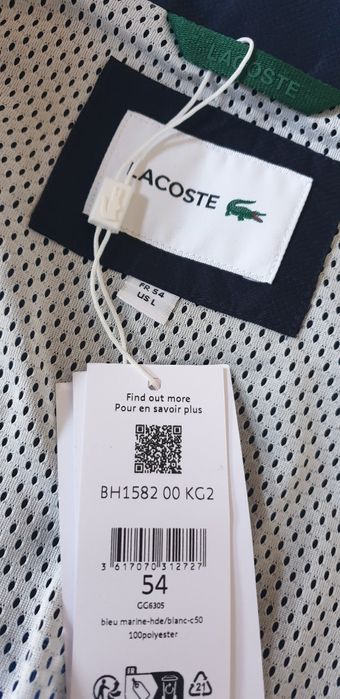 LACOSTE
LACOSTE
FR 54
US L
Find out more
Pour en savoir plus
BH1582 00 KG2
3 617070 312727
54
GG6305
bleu marine-hde/blanc-c50
100polyester
21